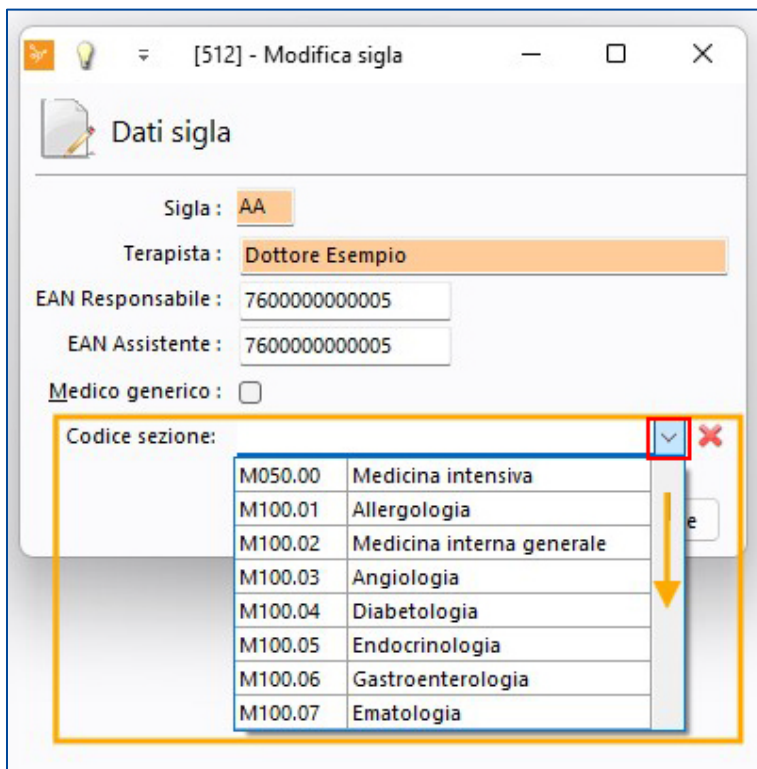 [512] - Modifica sigla
Dati sigla
Sigla : AA
Terapista : Dottore Esempio
EAN Responsabile : 7600000000005
EAN Assistente : 7600000000005
Medico generico :
Codice sezione:
M050.00 Medicina intensiva
M100.01 Allergologia
M100.02 Medicina interna generale
e
M100.03 Angiologia
M100.04 Diabetologia
M100.05 Endocrinologia
M100.06 Gastroenterologia
M100.07 Ematologia